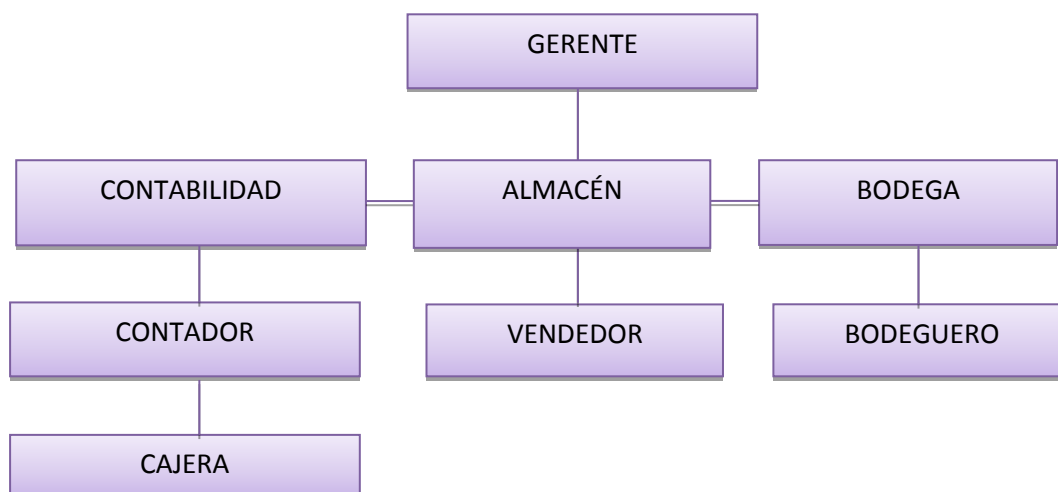 GERENTE
CONTABILIDAD
ALMACÉN
BODEGA
CONTADOR
VENDEDOR
BODEGUERO
CAJERA